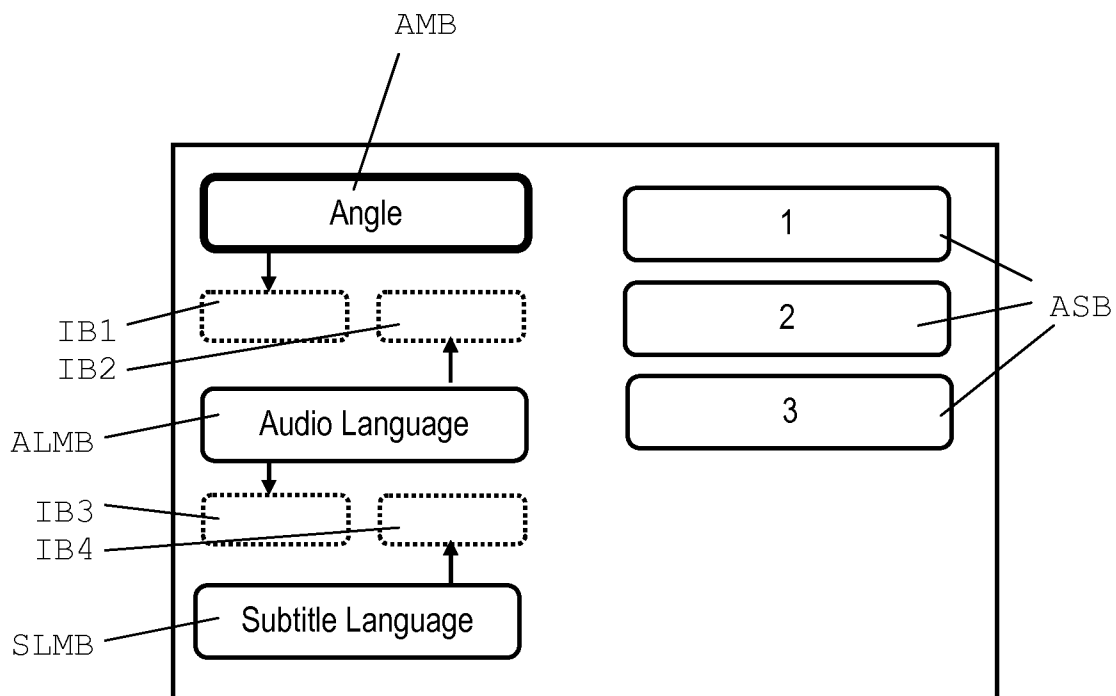 AMB
Angle
1
IB1
IB2
2
ASB
ALMB
Audio Language
3
IB3
IB4
SLMB
Subtitle Language